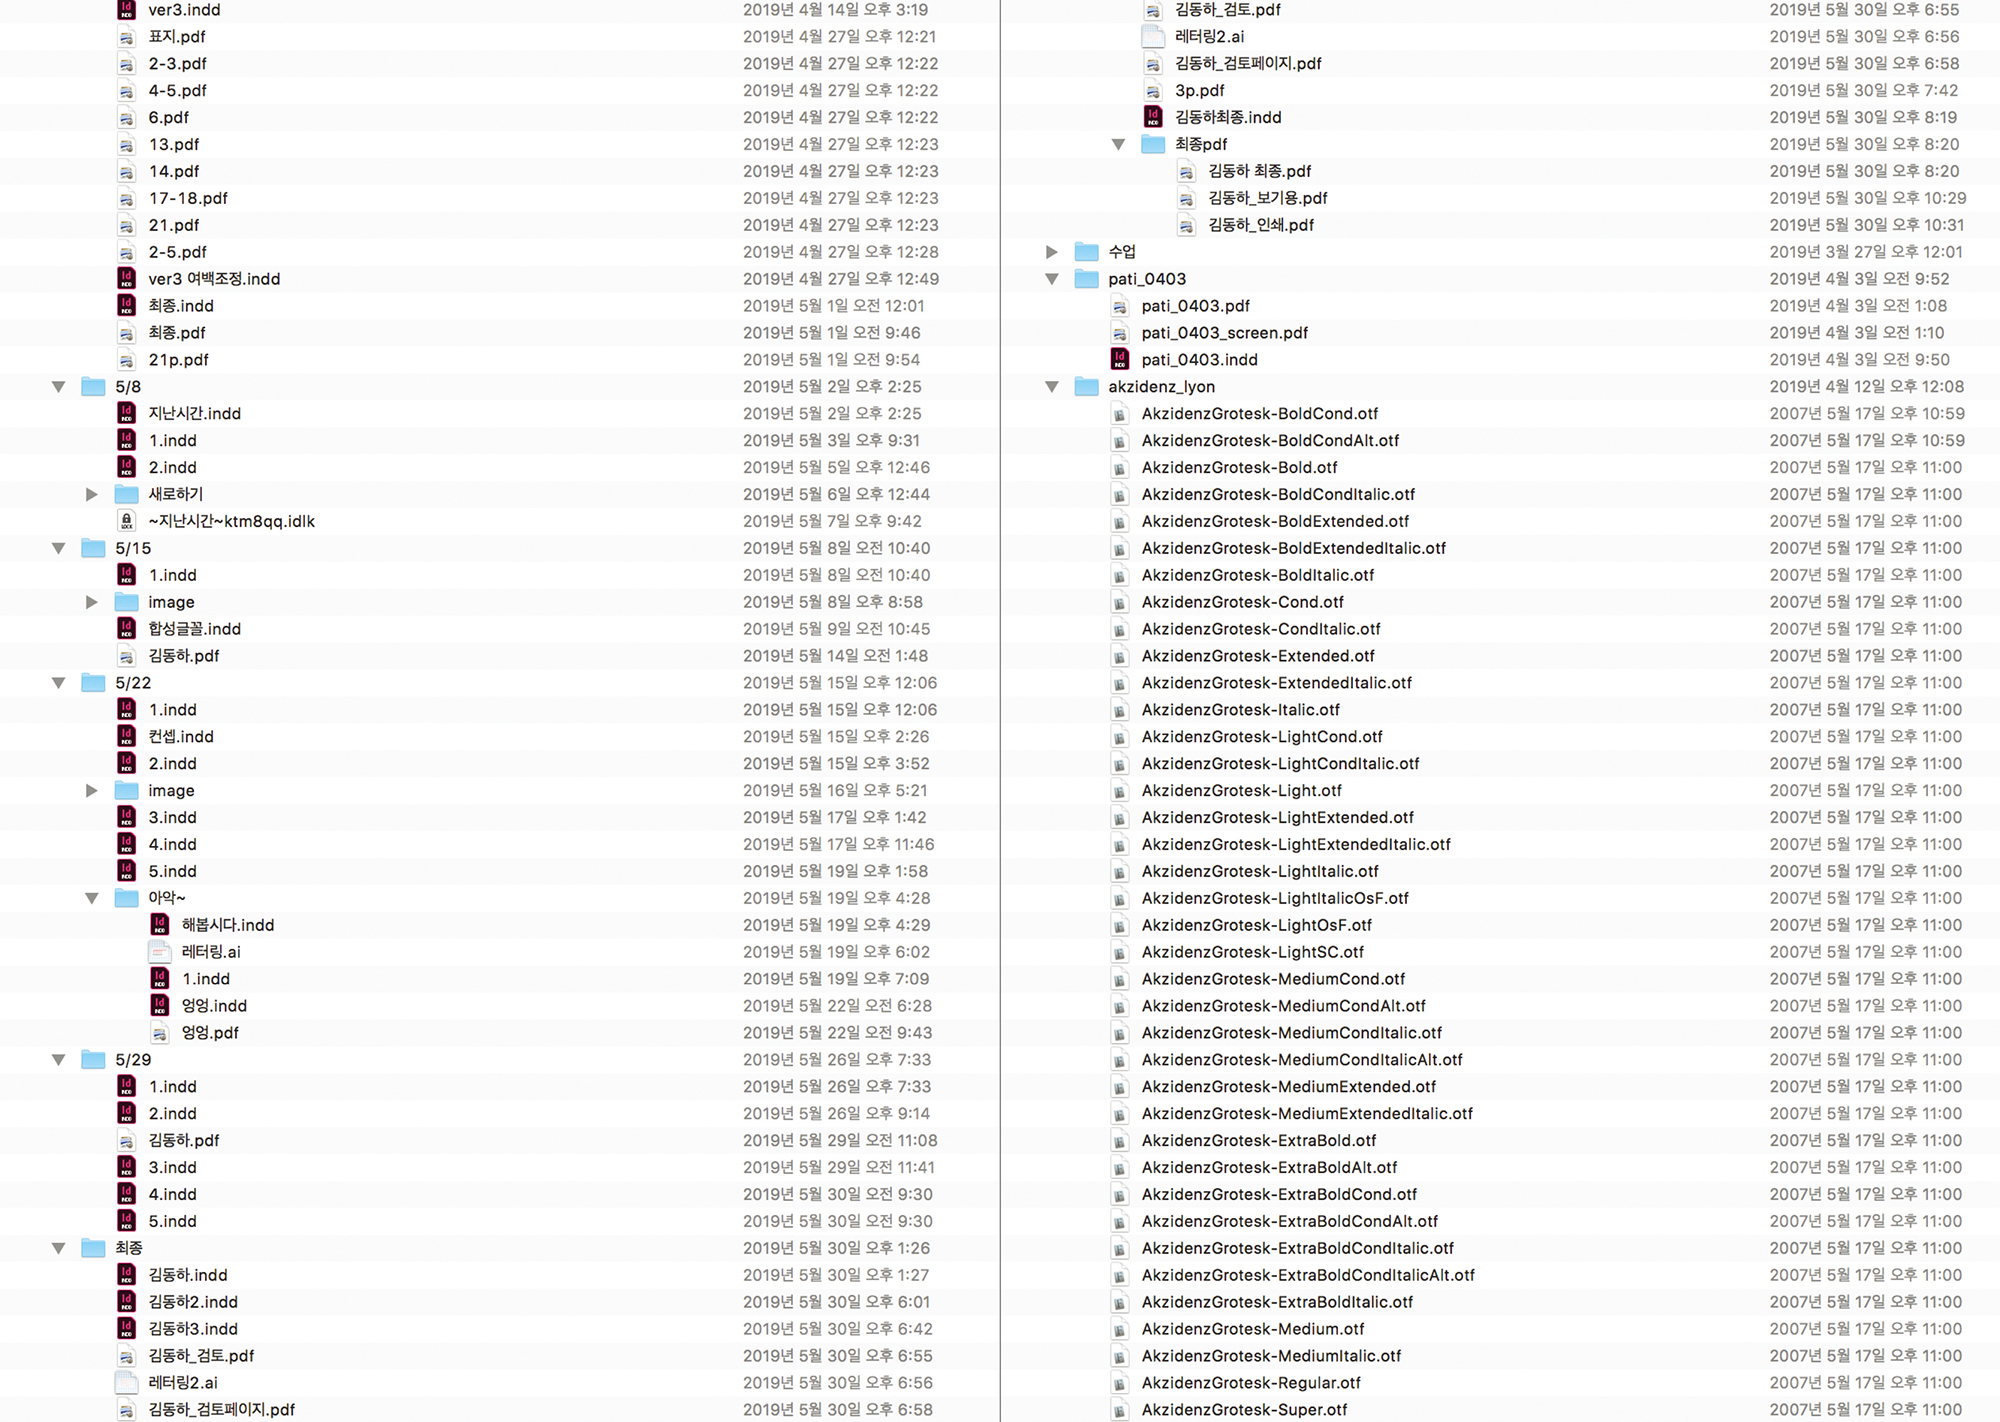 ver3.indd 2019년 4월 14일 오후 3:19
표지.pdf 2019년 4월 27일 오후 12:21
2-3.pdf 2019년 4월 27일 오후 12:22
4-5.pdf 2019년 4월 27일 오후 12:22
6.pdf 2019년 4월 27일 오후 12:22
13.pdf 2019년 4월 27일 오후 12:23
14.pdf 2019년 4월 27일 오후 12:23
17-18.pdf 2019년 4월 27일 오후 12:23
21.pdf 2019년 4월 27일 오후 12:23
2-5.pdf 2019년 4월 27일 오후 12:28
ver3 여백조정.indd 2019년 4월 27일 오후 12:49
최종.indd 2019년 5월 1일 오전 12:01
최종.pdf 2019년 5월 1일 오전 9:46
21p.pdf 2019년 5월 1일 오전 9:54
5/8 2019년 5월 2일 오후 2:25
지난시간.indd 2019년 5월 2일 오후 2:25
1.indd 2019년 5월 3일 오후 9:31
2.indd 2019년 5월 5일 오후 12:46
새로하기 2019년 5월 6일 오후 12:44
~지난시간~ktm8qq.idlk 2019년 5월 7일 오후 9:42
5/15 2019년 5월 8일 오전 10:40
1.indd 2019년 5월 8일 오전 10:40
image 2019년 5월 8일 오후 8:58
합성글꼴.indd 2019년 5월 9일 오전 10:45
김동하.pdf 2019년 5월 14일 오전 1:48
5/22 2019년 5월 15일 오후 12:06
1.indd 2019년 5월 15일 오후 12:06
컨셉.indd 2019년 5월 15일 오후 2:26
2.indd 2019년 5월 15일 오후 3:52
image 2019년 5월 16일 오후 5:21
3.indd 2019년 5월 17일 오후 1:42
4.indd 2019년 5월 17일 오후 11:46
5.indd 2019년 5월 19일 오후 1:58
아악~ 2019년 5월 19일 오후 4:28
해봅시다.indd 2019년 5월 19일 오후 4:29
레터링.ai 2019년 5월 19일 오후 6:02
1.indd 2019년 5월 19일 오후 7:09
엉엉.indd 2019년 5월 22일 오전 6:28
엉엉.pdf 2019년 5월 22일 오전 9:43
5/29 2019년 5월 26일 오후 7:33
1.indd 2019년 5월 26일 오후 7:33
2.indd 2019년 5월 26일 오후 9:14
김동하.pdf 2019년 5월 29일 오전 11:08
3.indd 2019년 5월 29일 오전 11:41
4.indd 2019년 5월 30일 오전 9:30
5.indd 2019년 5월 30일 오전 9:30
최종 2019년 5월 30일 오후 1:26
김동하.indd 2019년 5월 30일 오후 1:27
김동하2.indd 2019년 5월 30일 오후 6:01
김동하3.indd 2019년 5월 30일 오후 6:42
김동하_검토.pdf 2019년 5월 30일 오후 6:55
레터링2.ai 2019년 5월 30일 오후 6:56
김동하_검토페이지.pdf 2019년 5월 30일 오후 6:58
김동하_검토.pdf 2019년 5월 30일 오후 6:55
레터링2.ai 2019년 5월 30일 오후 6:56
김동하_검토페이지.pdf 2019년 5월 30일 오후 6:58
3p.pdf 2019년 5월 30일 오후 7:42
김동하최종.indd 2019년 5월 30일 오후 8:19
최종pdf 2019년 5월 30일 오후 8:20
김동하 최종.pdf 2019년 5월 30일 오후 8:20
김동하_보기용.pdf 2019년 5월 30일 오후 10:29
김동하_인쇄.pdf 2019년 5월 30일 오후 10:31
수업 2019년 3월 27일 오후 12:01
pati_0403 2019년 4월 3일 오전 9:52
pati_0403.pdf 2019년 4월 3일 오전 1:08
pati_0403_screen.pdf 2019년 4월 3일 오전 1:10
pati_0403.indd 2019년 4월 3일 오전 9:50
akzidenz_lyon 2019년 4월 12일 오후 12:08
AkzidenzGrotesk-BoldCond.otf 2007년 5월 17일 오후 10:59
AkzidenzGrotesk-BoldCondAlt.otf 2007년 5월 17일 오후 10:59
AkzidenzGrotesk-Bold.otf 2007년 5월 17일 오후 11:00
AkzidenzGrotesk-BoldCondItalic.otf 2007년 5월 17일 오후 11:00
AkzidenzGrotesk-BoldExtended.otf 2007년 5월 17일 오후 11:00
AkzidenzGrotesk-BoldExtendedItalic.otf 2007년 5월 17일 오후 11:00
AkzidenzGrotesk-BoldItalic.otf 2007년 5월 17일 오후 11:00
AkzidenzGrotesk-Cond.otf 2007년 5월 17일 오후 11:00
AkzidenzGrotesk-CondItalic.otf 2007년 5월 17일 오후 11:00
AkzidenzGrotesk-Extended.otf 2007년 5월 17일 오후 11:00
AkzidenzGrotesk-ExtendedItalic.otf 2007년 5월 17일 오후 11:00
AkzidenzGrotesk-Italic.otf 2007년 5월 17일 오후 11:00
AkzidenzGrotesk-LightCond.otf 2007년 5월 17일 오후 11:00
AkzidenzGrotesk-LightCondItalic.otf 2007년 5월 17일 오후 11:00
AkzidenzGrotesk-Light.otf 2007년 5월 17일 오후 11:00
AkzidenzGrotesk-LightExtended.otf 2007년 5월 17일 오후 11:00
AkzidenzGrotesk-LightExtendedItalic.otf 2007년 5월 17일 오후 11:00
AkzidenzGrotesk-LightItalic.otf 2007년 5월 17일 오후 11:00
AkzidenzGrotesk-LightItalicOsF.otf 2007년 5월 17일 오후 11:00
AkzidenzGrotesk-LightOsF.otf 2007년 5월 17일 오후 11:00
AkzidenzGrotesk-LightSC.otf 2007년 5월 17일 오후 11:00
AkzidenzGrotesk-MediumCond.otf 2007년 5월 17일 오후 11:00
AkzidenzGrotesk-MediumCondAlt.otf 2007년 5월 17일 오후 11:00
AkzidenzGrotesk-MediumCondItalic.otf 2007년 5월 17일 오후 11:00
AkzidenzGrotesk-MediumCondItalicAlt.otf 2007년 5월 17일 오후 11:00
AkzidenzGrotesk-MediumExtended.otf 2007년 5월 17일 오후 11:00
AkzidenzGrotesk-MediumExtendedItalic.otf 2007년 5월 17일 오후 11:00
AkzidenzGrotesk-ExtraBold.otf 2007년 5월 17일 오후 11:00
AkzidenzGrotesk-ExtraBoldAlt.otf 2007년 5월 17일 오후 11:00
AkzidenzGrotesk-ExtraBoldCond.otf 2007년 5월 17일 오후 11:00
AkzidenzGrotesk-ExtraBoldCondAlt.otf 2007년 5월 17일 오후 11:00
AkzidenzGrotesk-ExtraBoldCondItalic.otf 2007년 5월 17일 오후 11:00
AkzidenzGrotesk-ExtraBoldCondItalicAlt.otf 2007년 5월 17일 오후 11:00
AkzidenzGrotesk-ExtraBoldItalic.otf 2007년 5월 17일 오후 11:00
AkzidenzGrotesk-Medium.otf 2007년 5월 17일 오후 11:00
AkzidenzGrotesk-MediumItalic.otf 2007년 5월 17일 오후 11:00
AkzidenzGrotesk-Regular.otf 2007년 5월 17일 오후 11:00
AkzidenzGrotesk-Super.otf 2007년 5월 17일 오후 11:00